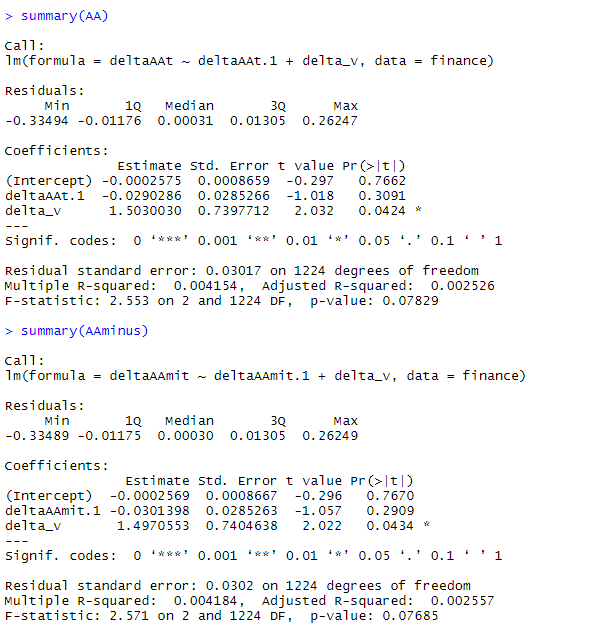 > summary(AA)
Call:
lm(formula = deltaAAt ~ deltaAAt.1 + delta_v, data = finance)
Residuals:
Min 1Q Median 3Q Max
-0.33494 -0.01176 0.00031 0.01305 0.26247
Coefficients:
Estimate Std. Error t value Pr(>|t|)
(Intercept) -0.0002575 0.0008659 -0.297 0.7662
deltaAAt.1 -0.0290286 0.0285266 -1.018 0.3091
delta_v 1.5030030 0.7397712 2.032 0.0424 *
---
Signif. codes: 0 ‘***’ 0.001 ‘**’ 0.01 ‘*’ 0.05 ‘.’ 0.1 ‘ ’ 1
Residual standard error: 0.03017 on 1224 degrees of freedom
Multiple R-squared: 0.004154, Adjusted R-squared: 0.002526
F-statistic: 2.553 on 2 and 1224 DF, p-value: 0.07829
> summary(AAminus)
Call:
lm(formula = deltaAAmit ~ deltaAAmit.1 + delta_v, data = finance)
Residuals:
Min 1Q Median 3Q Max
-0.33489 -0.01175 0.00030 0.01305 0.26249
Coefficients:
Estimate Std. Error t value Pr(>|t|)
(Intercept) -0.0002569 0.0008667 -0.296 0.7670
deltaAAmit.1 -0.0301398 0.0285263 -1.057 0.2909
delta_v 1.4970553 0.7404638 2.022 0.0434 *
---
Signif. codes: 0 ‘***’ 0.001 ‘**’ 0.01 ‘*’ 0.05 ‘.’ 0.1 ‘ ’ 1
Residual standard error: 0.0302 on 1224 degrees of freedom
Multiple R-squared: 0.004184, Adjusted R-squared: 0.002557
F-statistic: 2.571 on 2 and 1224 DF, p-value: 0.07685